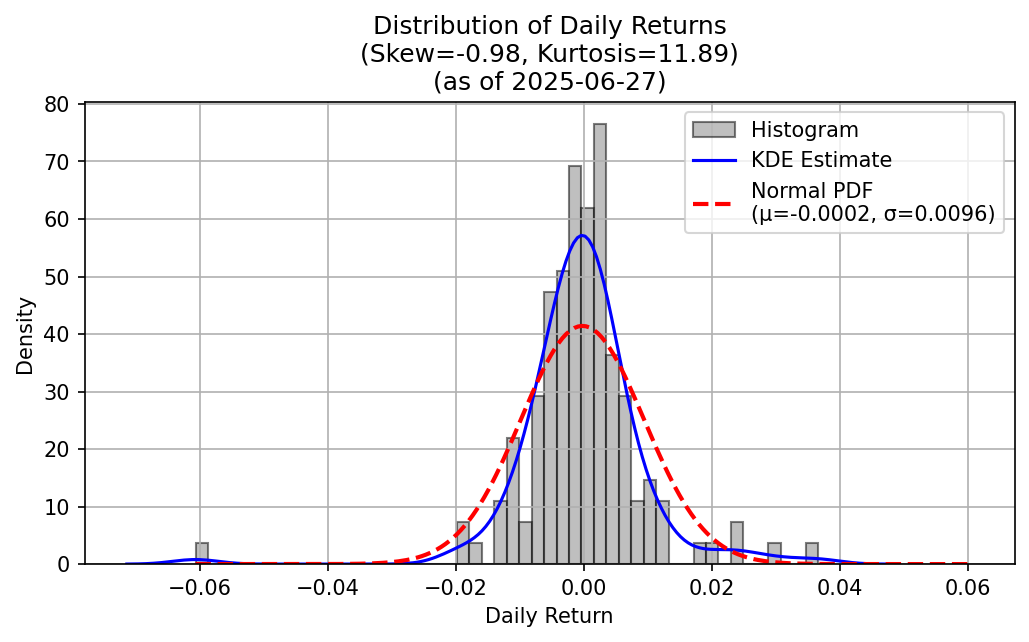 Distribution of Daily Returns
(Skew=-0.98, Kurtosis=11.89)
(as of 2025-06-27)
80
70
60
50
40
30
20
10
0
Density
Histogram
KDE Estimate
Normal PDF
(μ=-0.0002, σ=0.0096)
−0.06 −0.04 −0.02 0.00 0.02 0.04 0.06
Daily Return